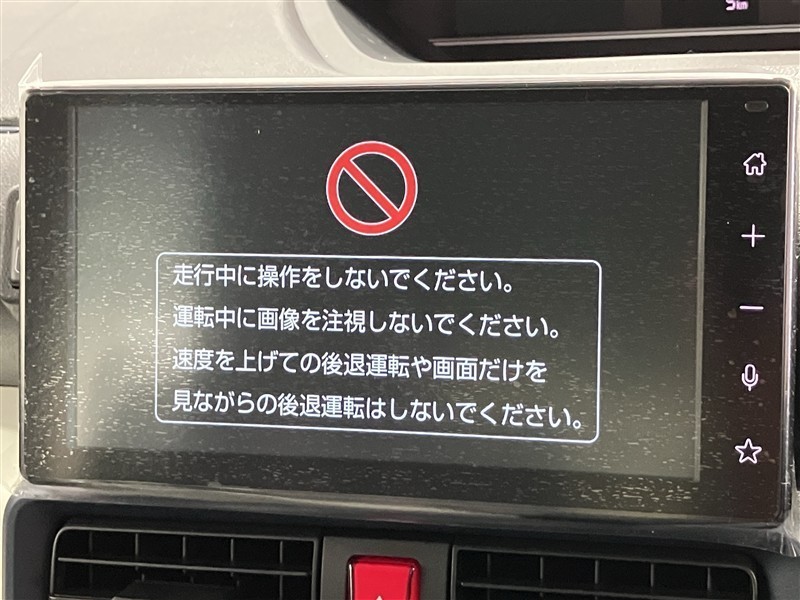 5km
走行中に操作をしないでください。
運転中に画像を注視しないでください。
速度を上げての後退運転や画面だけを
見ながらの後退運転はしないでください。